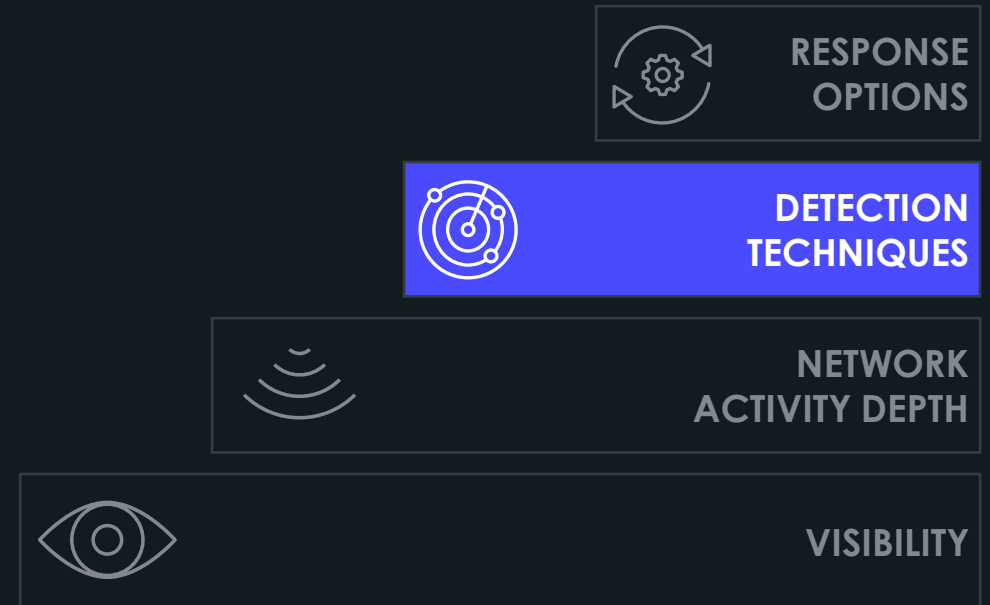 RESPONSE
OPTIONS
DETECTION
TECHNIQUES
NETWORK
ACTIVITY DEPTH
VISIBILITY